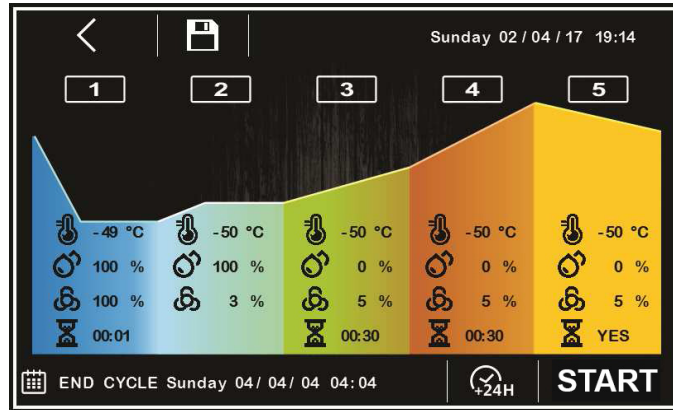 Sunday 02 / 04 / 17 19:14
1 2 3 4 5
-49 °C -50 °C -50 °C -50 °C -50 °C
100 % 100 % 0 % 0 % 0 %
100 % 3 % 5 % 5 % 5 %
00:01 00:30 00:30 YES
END CYCLE Sunday 04/ 04/ 04 04:04 +24H START